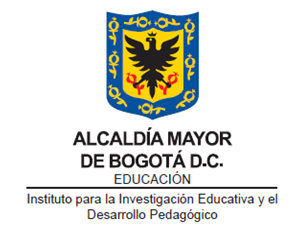 ALCALDÍA MAYOR
DE BOGOTÁ D.C.
EDUCACIÓN
Instituto para la Investigación Educativa y el
Desarrollo Pedagógico